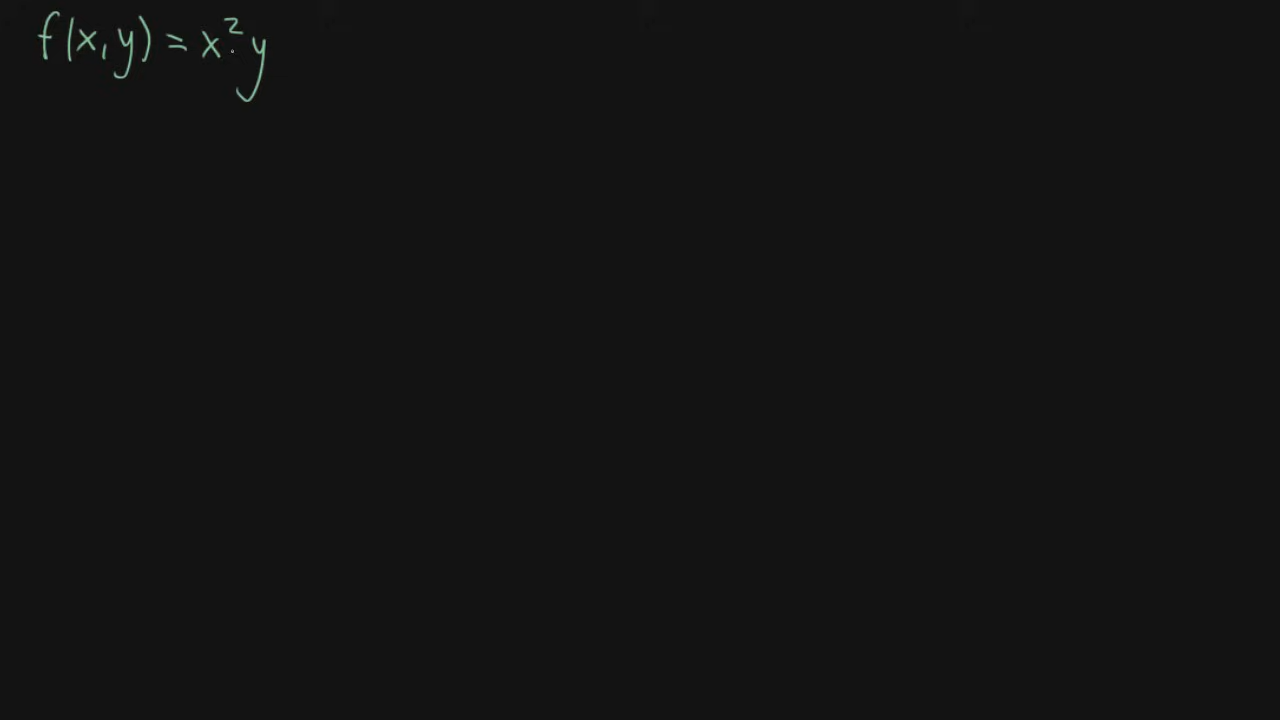 f(x,y) = x²y